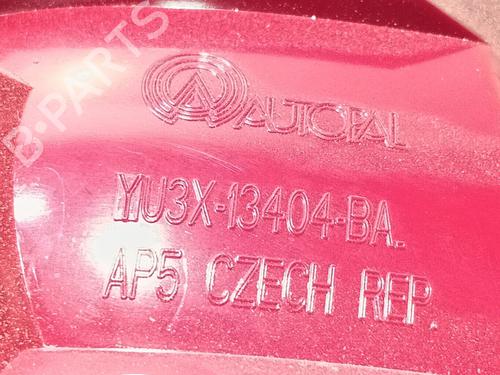 B-PARTS
AUTOPAL
YU3X-13404-BA.
AP5 CZECH REP.